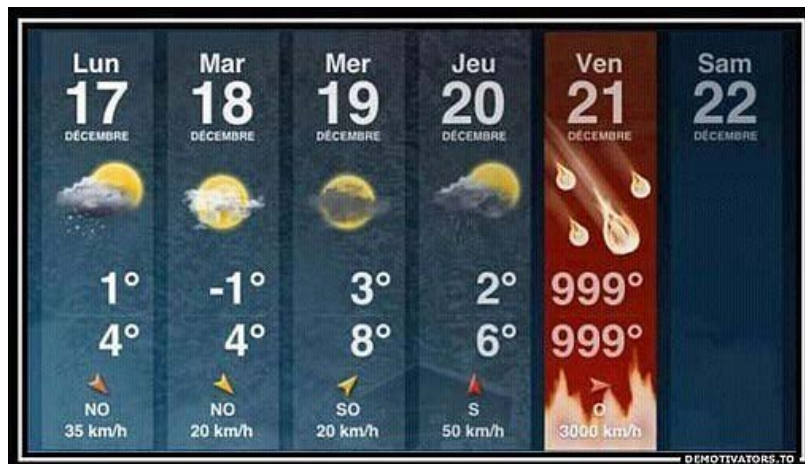 Lun Mar Mer Jeu Ven Sam
17 18 19 20 21 22
DÉCEMBRE DÉCEMBRE DÉCEMBRE DÉCEMBRE DÉCEMBRE DÉCEMBRE
1° -1° 3° 2° 999°
4° 4° 8° 6° 999°
NO NO SO S O
35 km/h 20 km/h 20 km/h 50 km/h 3000 km/h
DEMOTIVATORS.TO